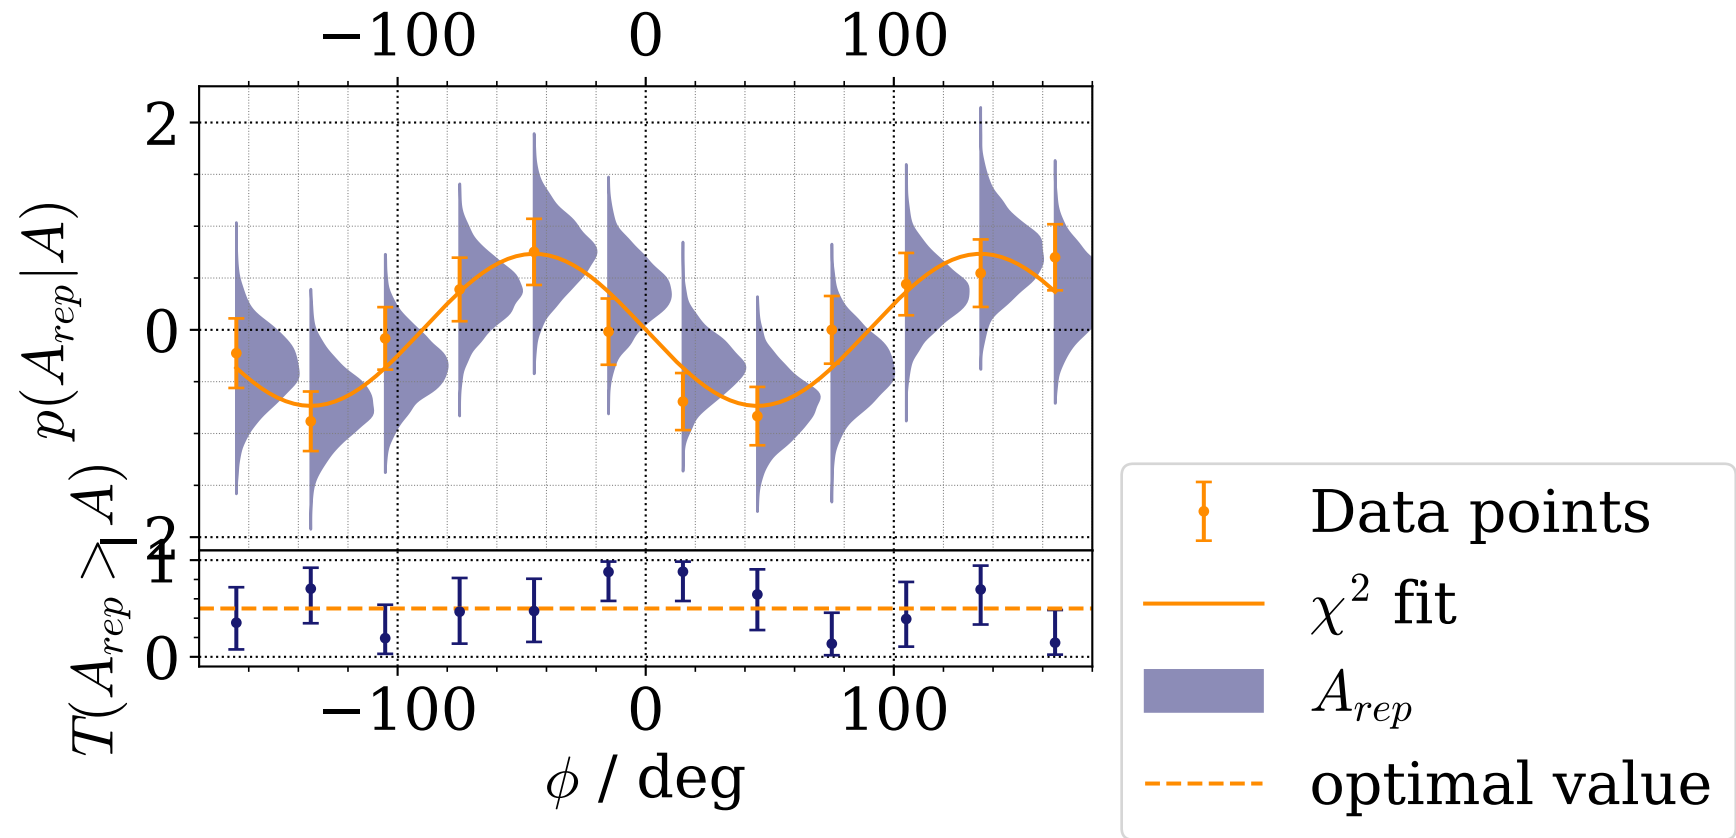 −100 0 100
p(A_rep|A)
2
0
−2
T(A_rep > A)
1
0
−100 0 100
ϕ / deg
Data points
χ² fit
A_rep
optimal value